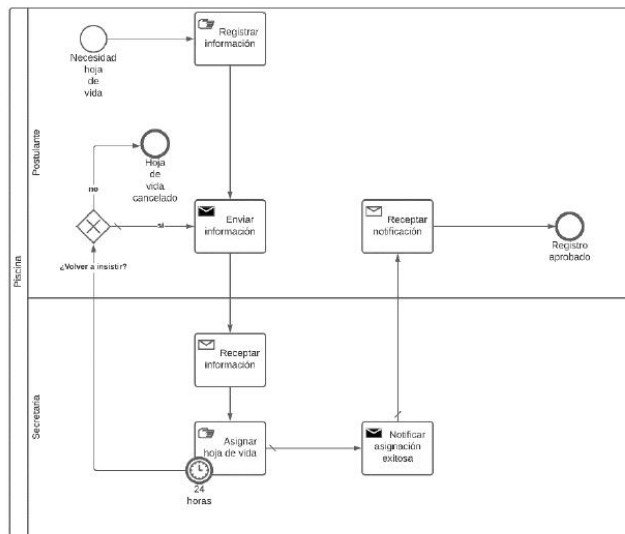 Piscina
Postulante
Necesidad
hoja
de
vida
Registrar
información
Hoja
de
vida
cancelado
no
si
¿Volver a insistir?
Enviar
información
Receptar
notificación
Registro
aprobado
Secretaria
Receptar
información
Asignar
hoja de vida
24
horas
Notificar
asignación
exitosa